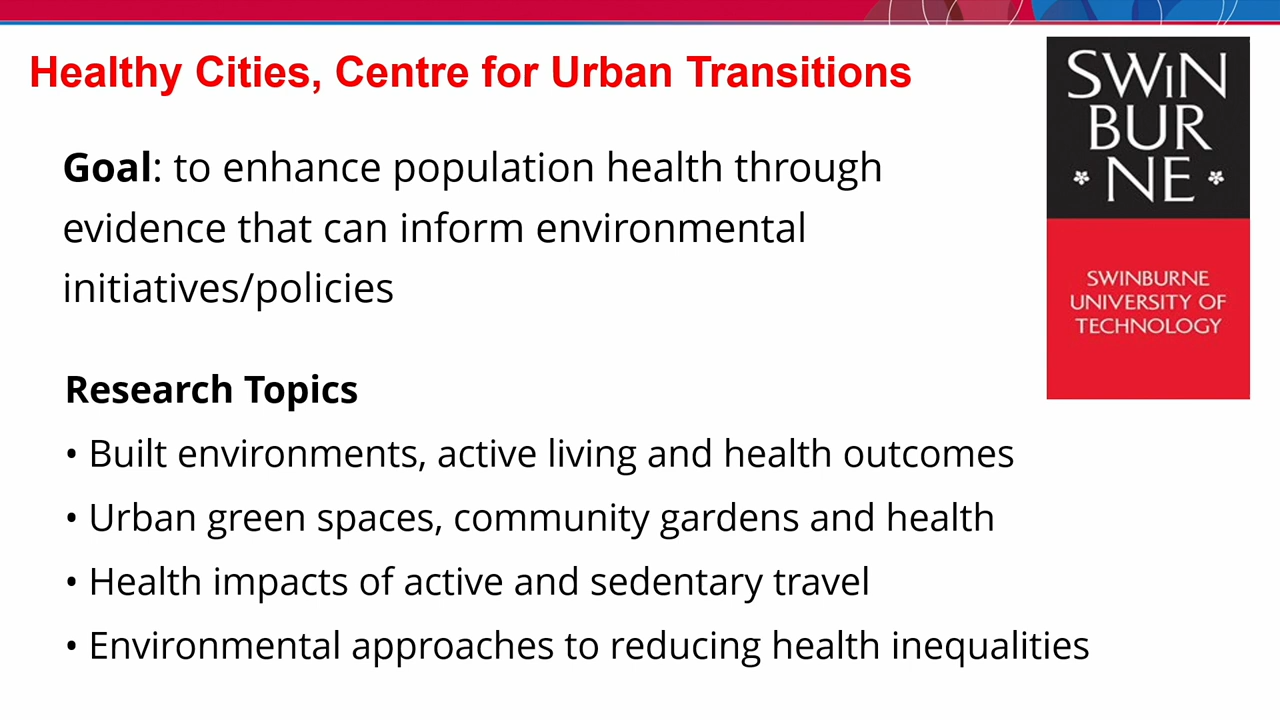 Healthy Cities, Centre for Urban Transitions
Goal: to enhance population health through
evidence that can inform environmental
initiatives/policies
Research Topics
• Built environments, active living and health outcomes
• Urban green spaces, community gardens and health
• Health impacts of active and sedentary travel
• Environmental approaches to reducing health inequalities
SWiN
BUR
NE
SWINBURNE
UNIVERSITY OF
TECHNOLOGY